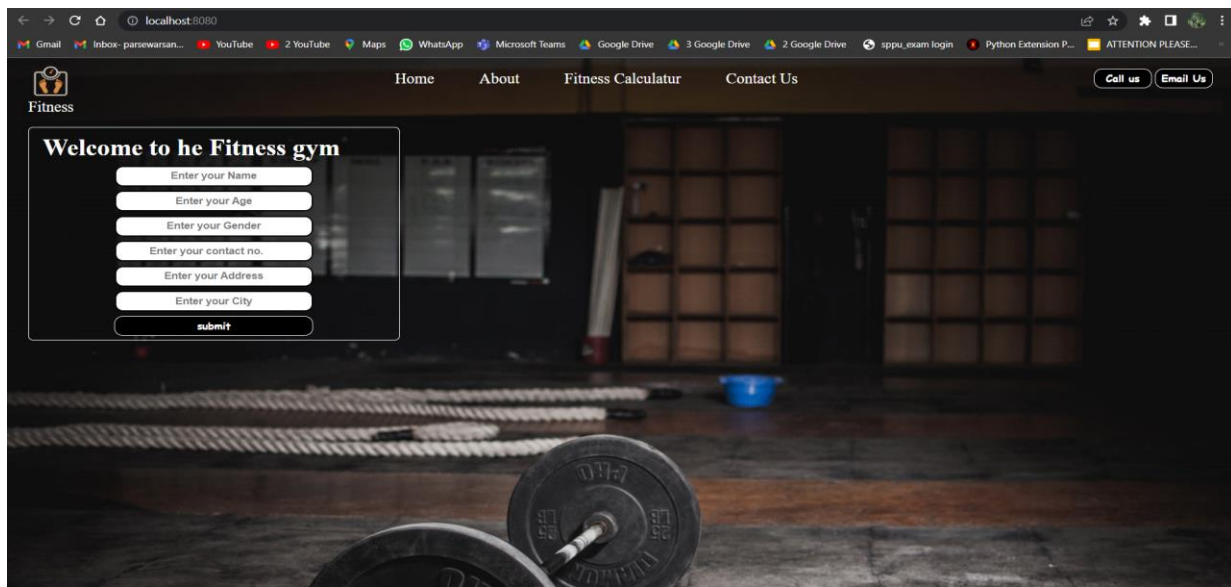 localhost:8080
Gmail Inbox- parsewarsan... YouTube 2 YouTube Maps WhatsApp Microsoft Teams Google Drive 3 Google Drive 2 Google Drive sppu_exam login Python Extension P... ATTENTION PLEASE...
Home About Fitness Calculatur Contact Us Call us Email Us
Fitness
Welcome to he Fitness gym
Enter your Name
Enter your Age
Enter your Gender
Enter your contact no.
Enter your Address
Enter your City
submit
PRO
25
25